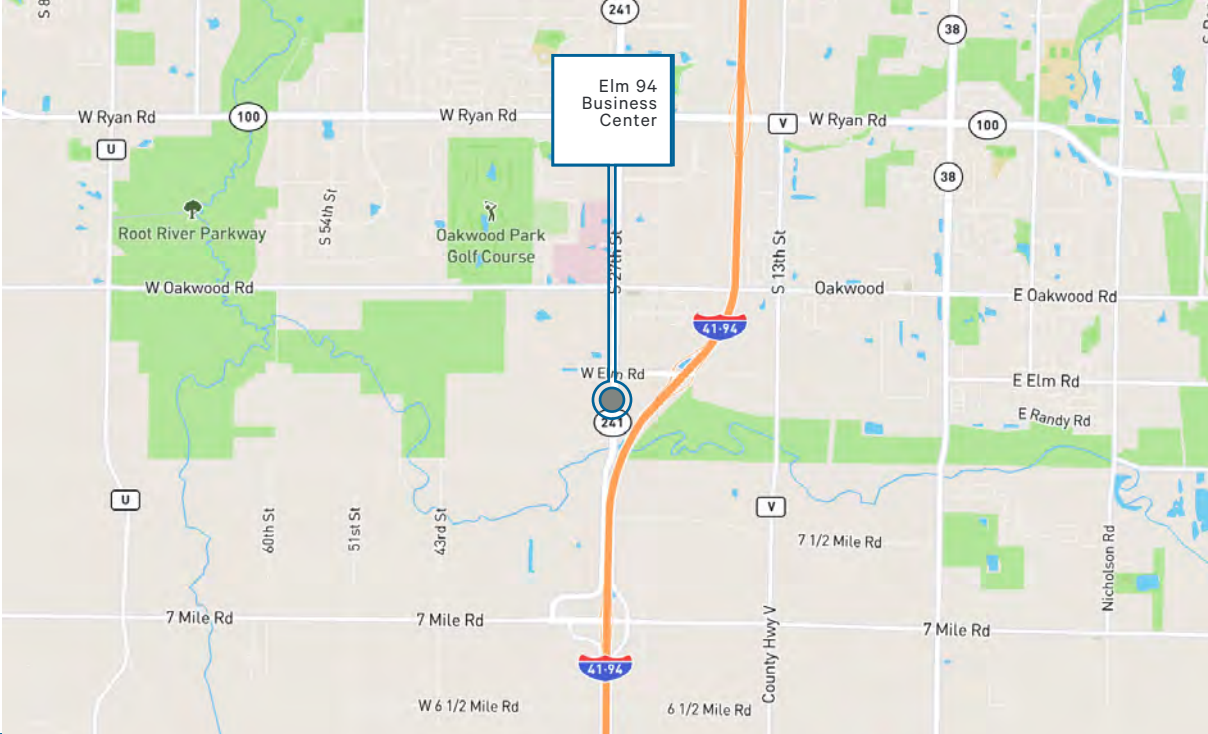 241
38
Elm 94
Business
Center
W Ryan Rd
100
W Ryan Rd
V
W Ryan Rd
100
U
38
S 54th St
Root River Parkway
Oakwood Park
Golf Course
S 27th St
S 13th St
W Oakwood Rd
Oakwood
E Oakwood Rd
41-94
W Elm Rd
E Elm Rd
241
E Randy Rd
U
V
60th St
51st St
43rd St
7 1/2 Mile Rd
Nicholson Rd
7 Mile Rd
7 Mile Rd
7 Mile Rd
41-94
County Hwy V
W 6 1/2 Mile Rd
6 1/2 Mile Rd